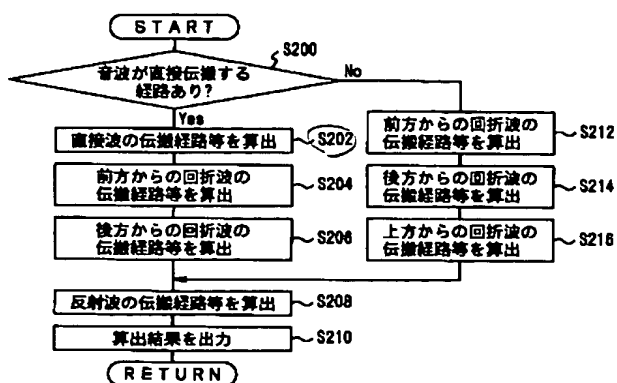 START
S200
音波が直接伝搬する
経路あり?
No
Yes
直接波の伝搬経路等を算出
S202
前方からの回折波の
伝搬経路等を算出
S204
後方からの回折波の
伝搬経路等を算出
S206
前方からの回折波の
伝搬経路等を算出
S212
後方からの回折波の
伝搬経路等を算出
S214
上方からの回折波の
伝搬経路等を算出
S216
反射波の伝搬経路等を算出
S208
算出結果を出力
S210
RETURN